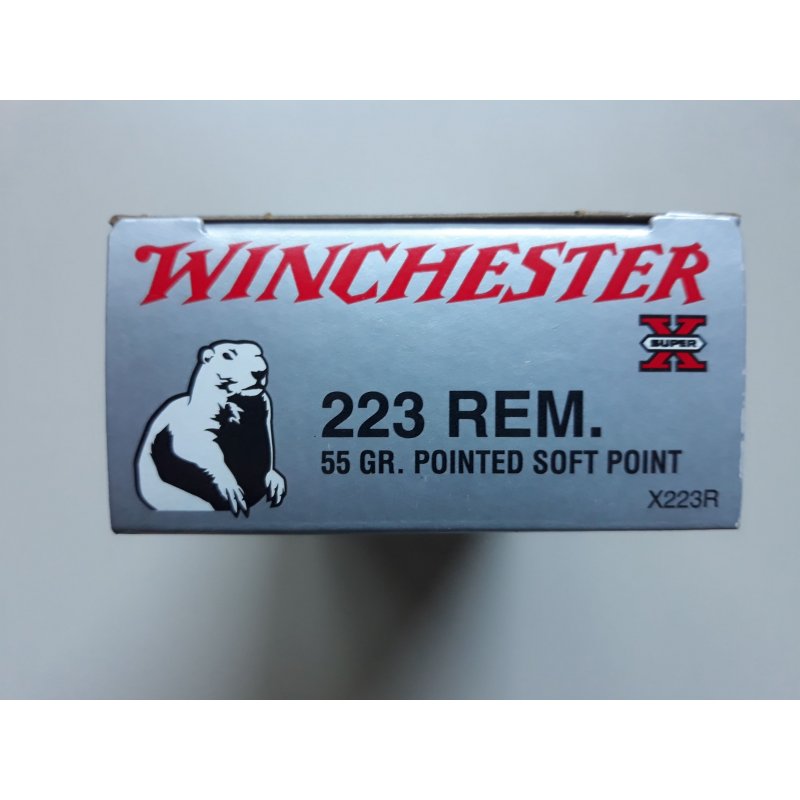 WINCHESTER
SUPER X
223 REM.
55 GR. POINTED SOFT POINT
X223R